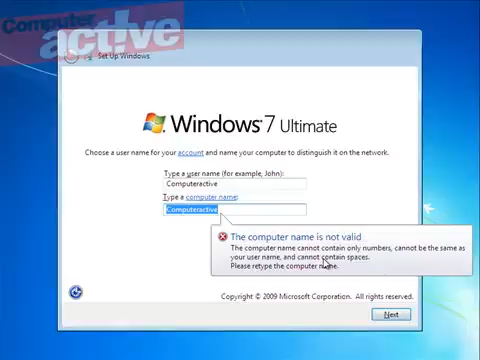 Computer
active
Set Up Windows
Windows 7 Ultimate
Choose a user name for your account and name your computer to distinguish it on the network.
Type a user name (for example, John):
Computeractive
Type a computer name:
Computeractive
The computer name is not valid
The computer name cannot contain only numbers, cannot be the same as
your user name, and cannot contain spaces.
Please retype the computer name.
Copyright © 2009 Microsoft Corporation. All rights reserved.
Next